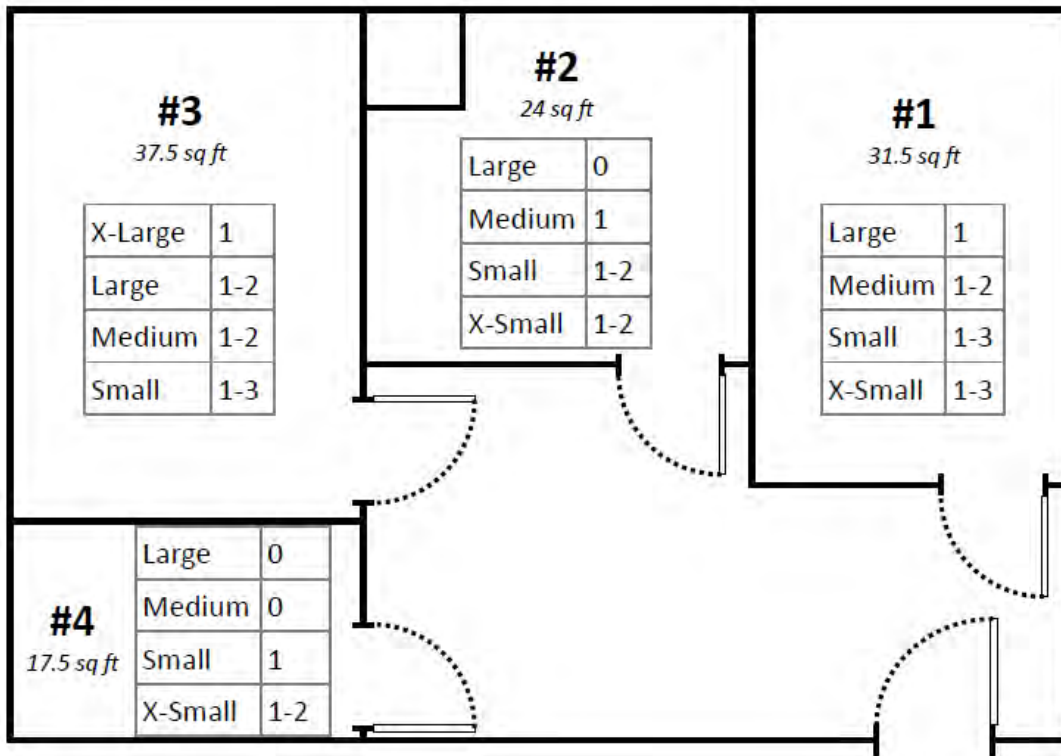 #3
37.5 sq ft
X-Large 1
Large 1-2
Medium 1-2
Small 1-3
#2
24 sq ft
Large 0
Medium 1
Small 1-2
X-Small 1-2
#1
31.5 sq ft
Large 1
Medium 1-2
Small 1-3
X-Small 1-3
#4
17.5 sq ft
Large 0
Medium 0
Small 1
X-Small 1-2